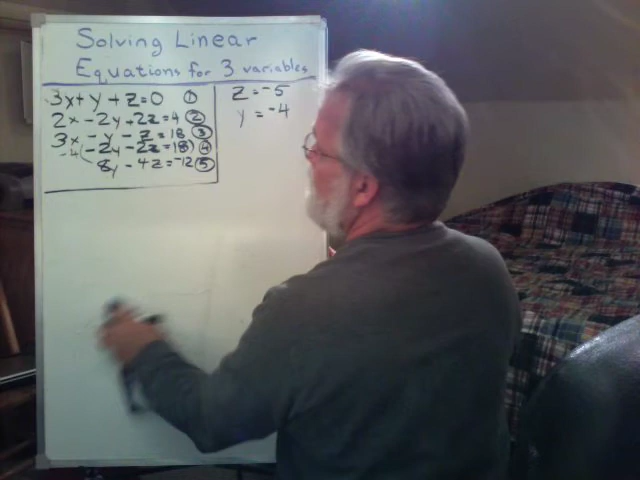 Solving Linear
Equations for 3 variables
3x+y+z=0 ①
2x-2y+2z=4 ②
3x-y-z=18 ③
-4(-2y-2z=18) ④
8y-4z=-12 ⑤
z=-5
y=-4